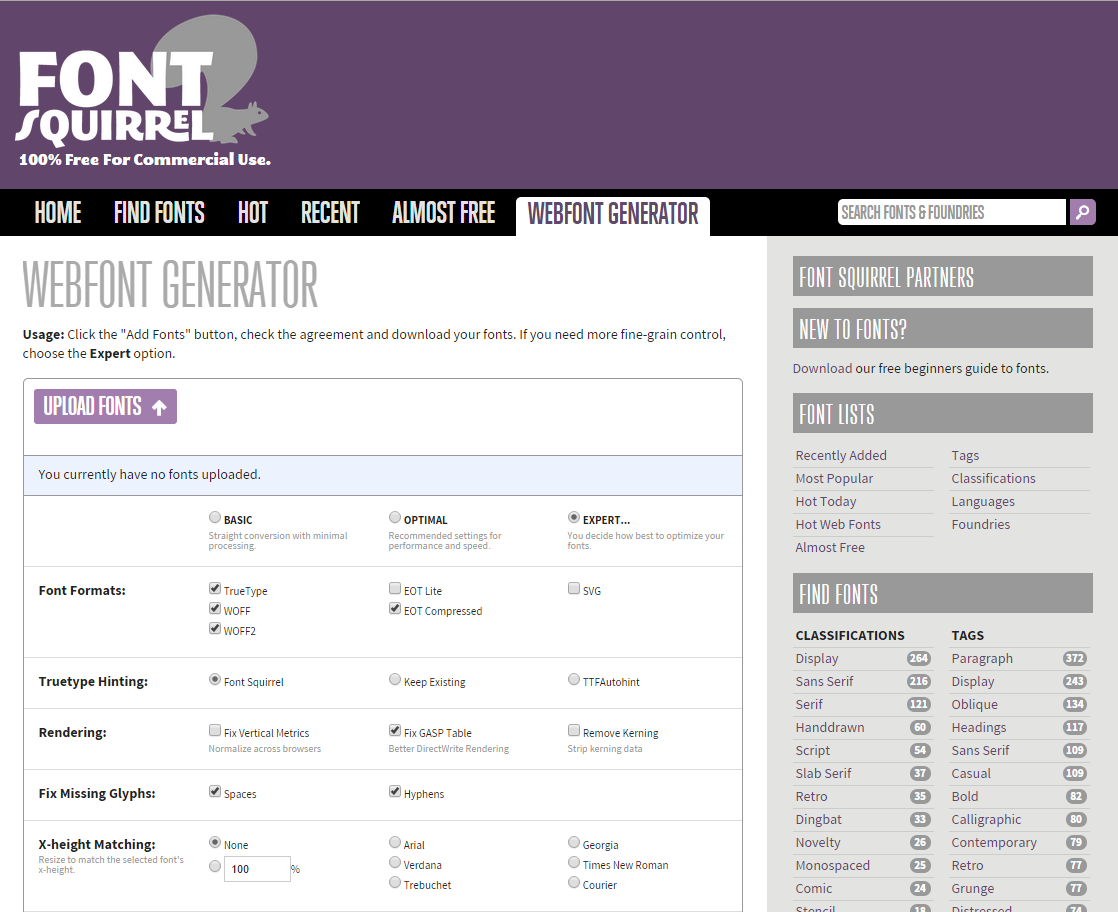 FONT
SQUIRREL
100% Free For Commercial Use.
HOME FIND FONTS HOT RECENT ALMOST FREE WEBFONT GENERATOR SEARCH FONTS & FOUNDRIES
WEBFONT GENERATOR
Usage: Click the "Add Fonts" button, check the agreement and download your fonts. If you need more fine-grain control,
choose the Expert option.
UPLOAD FONTS
You currently have no fonts uploaded.
BASIC OPTIMAL EXPERT...
Straight conversion with minimal Recommended settings for You decide how best to optimize your
processing. performance and speed. fonts.
Font Formats: TrueType EOT Lite SVG
WOFF EOT Compressed
WOFF2
Truetype Hinting: Font Squirrel Keep Existing TTFAutohint
Rendering: Fix Vertical Metrics Fix GASP Table Remove Kerning
Normalize across browsers Better DirectWrite Rendering Strip kerning data
Fix Missing Glyphs: Spaces Hyphens
X-height Matching: None Arial Georgia
Resize to match the selected font's 100 % Verdana Times New Roman
x-height. Trebuchet Courier
FONT SQUIRREL PARTNERS
NEW TO FONTS?
Download our free beginners guide to fonts.
FONT LISTS
Recently Added Tags
Most Popular Classifications
Hot Today Languages
Hot Web Fonts Foundries
Almost Free
FIND FONTS
CLASSIFICATIONS TAGS
Display 264 Paragraph 372
Sans Serif 216 Display 243
Serif 121 Oblique 134
Handdrawn 60 Headings 117
Script 54 Sans Serif 109
Slab Serif 37 Casual 109
Retro 35 Bold 82
Dingbat 33 Calligraphic 80
Novelty 26 Contemporary 79
Monospaced 25 Retro 77
Comic 24 Grunge 77
Stencil 18 Distressed 74